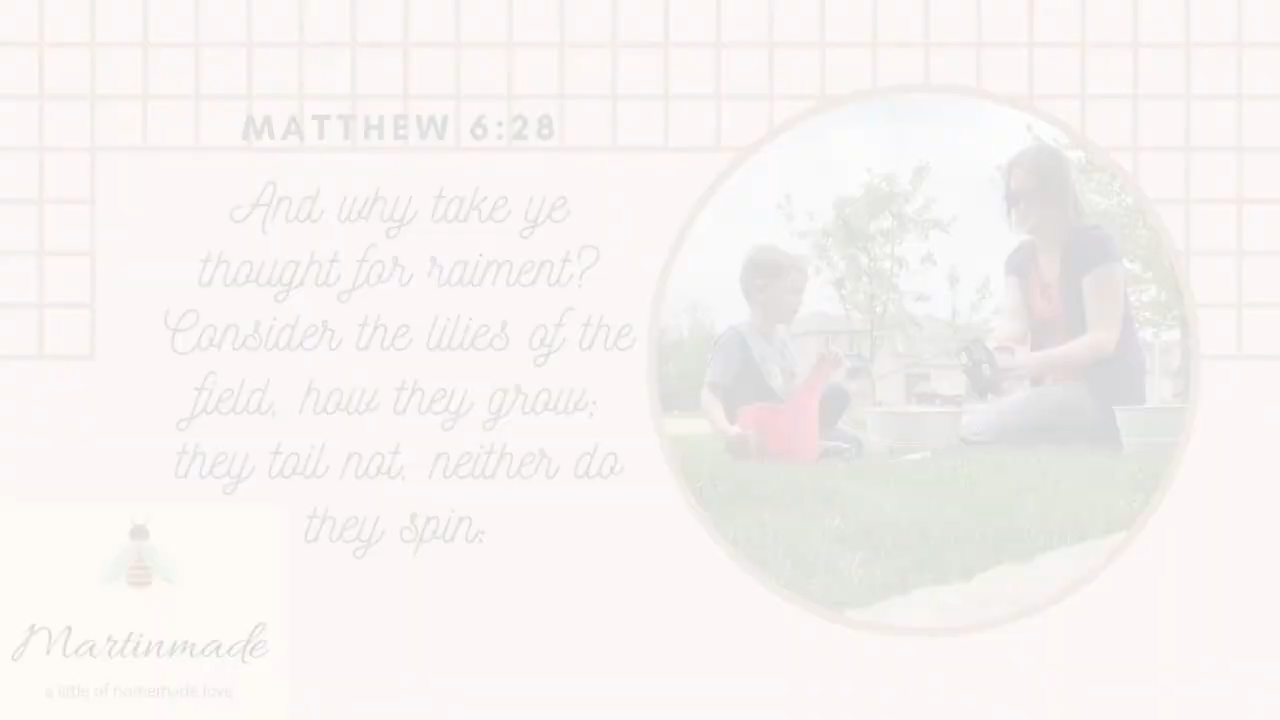 MATTHEW 6:28
And why take ye
thought for raiment?
Consider the lilies of the
field, how they grow;
they toil not, neither do
they spin:
Martinmade
a little of homemade love